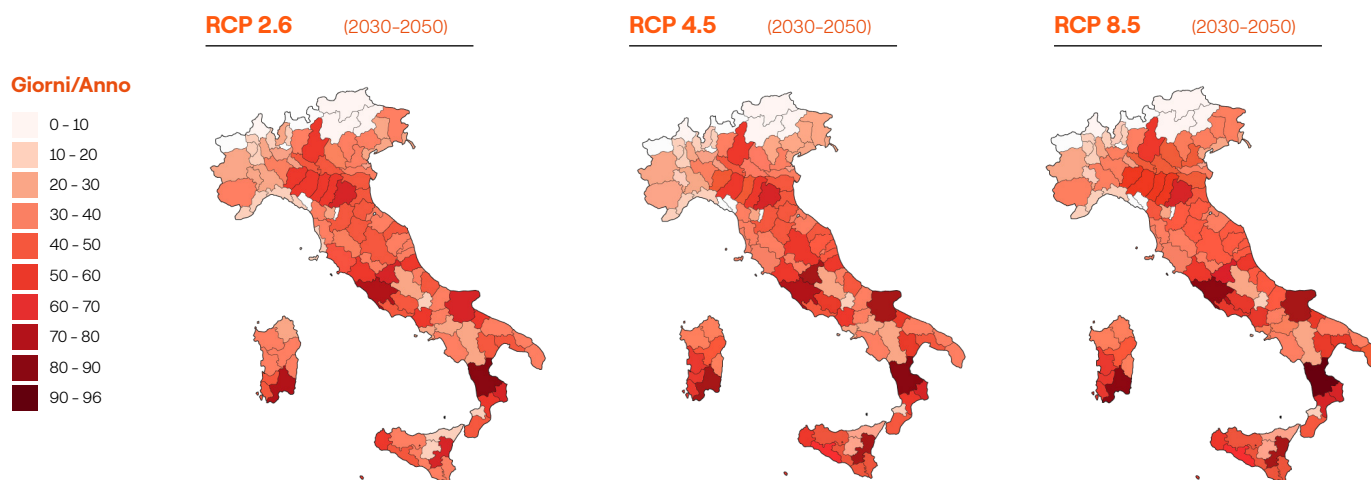 RCP 2.6 (2030-2050)
RCP 4.5 (2030-2050)
RCP 8.5 (2030-2050)
Giorni/Anno
0 - 10
10 - 20
20 - 30
30 - 40
40 - 50
50 - 60
60 - 70
70 - 80
80 - 90
90 - 96